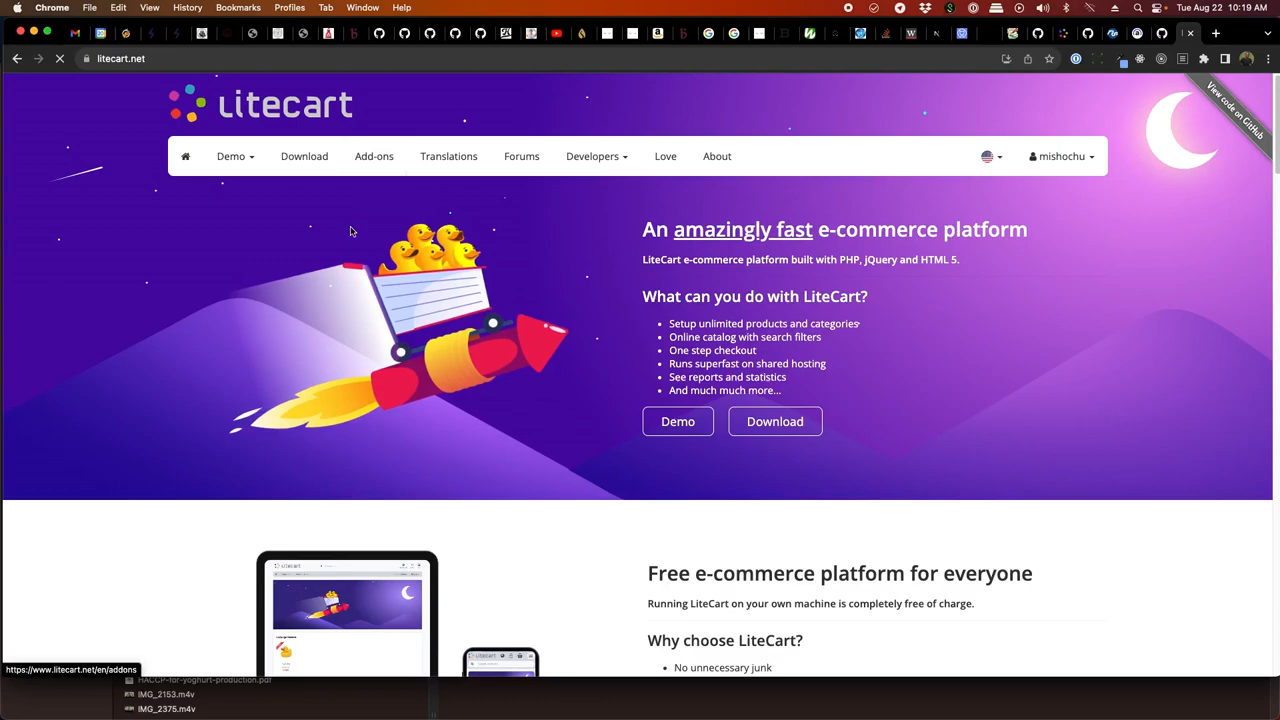 Chrome File Edit View History Bookmarks Profiles Tab Window Help Tue Aug 22 10:19 AM
litecart.net
View code on GitHub
Litecart
Demo Download Add-ons Translations Forums Developers Love About mishochu
An amazingly fast e-commerce platform
LiteCart e-commerce platform built with PHP, jQuery and HTML 5.
What can you do with LiteCart?
Setup unlimited products and categories
Online catalog with search filters
One step checkout
Runs superfast on shared hosting
See reports and statistics
And much much more...
Demo Download
Free e-commerce platform for everyone
Running LiteCart on your own machine is completely free of charge.
Why choose LiteCart?
No unnecessary junk
https://www.litecart.net/en/addons
HACCP-for-yoghurt-production.pdf
IMG_2153.m4v
IMG_2375.m4v